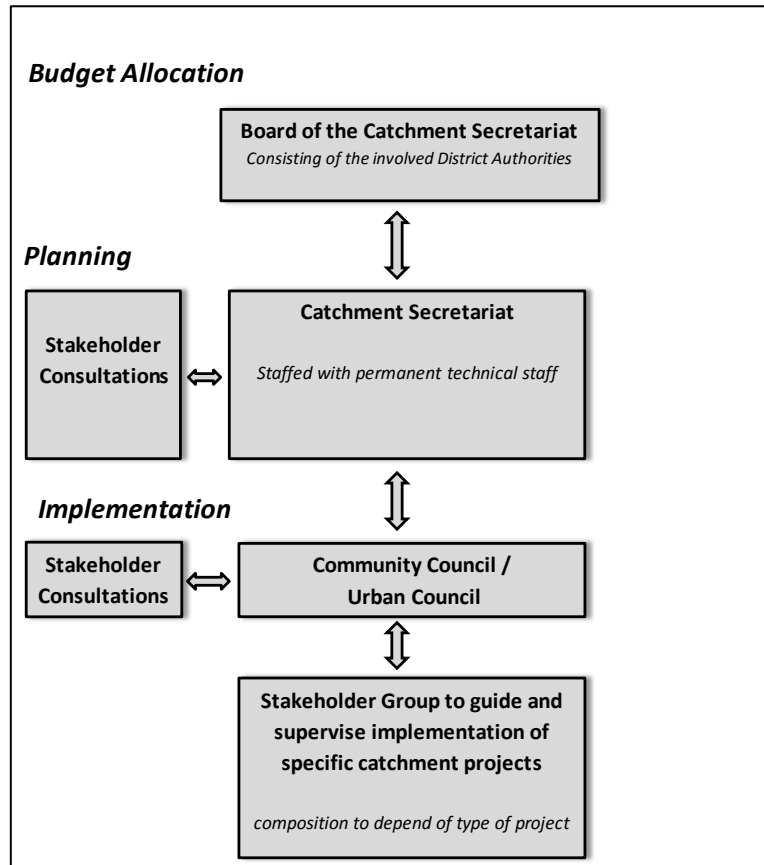 Budget Allocation
Board of the Catchment Secretariat
Consisting of the involved District Authorities
Planning
Stakeholder
Consultations
Catchment Secretariat
Staffed with permanent technical staff
Implementation
Stakeholder
Consultations
Community Council /
Urban Council
Stakeholder Group to guide and
supervise implementation of
specific catchment projects
composition to depend of type of project